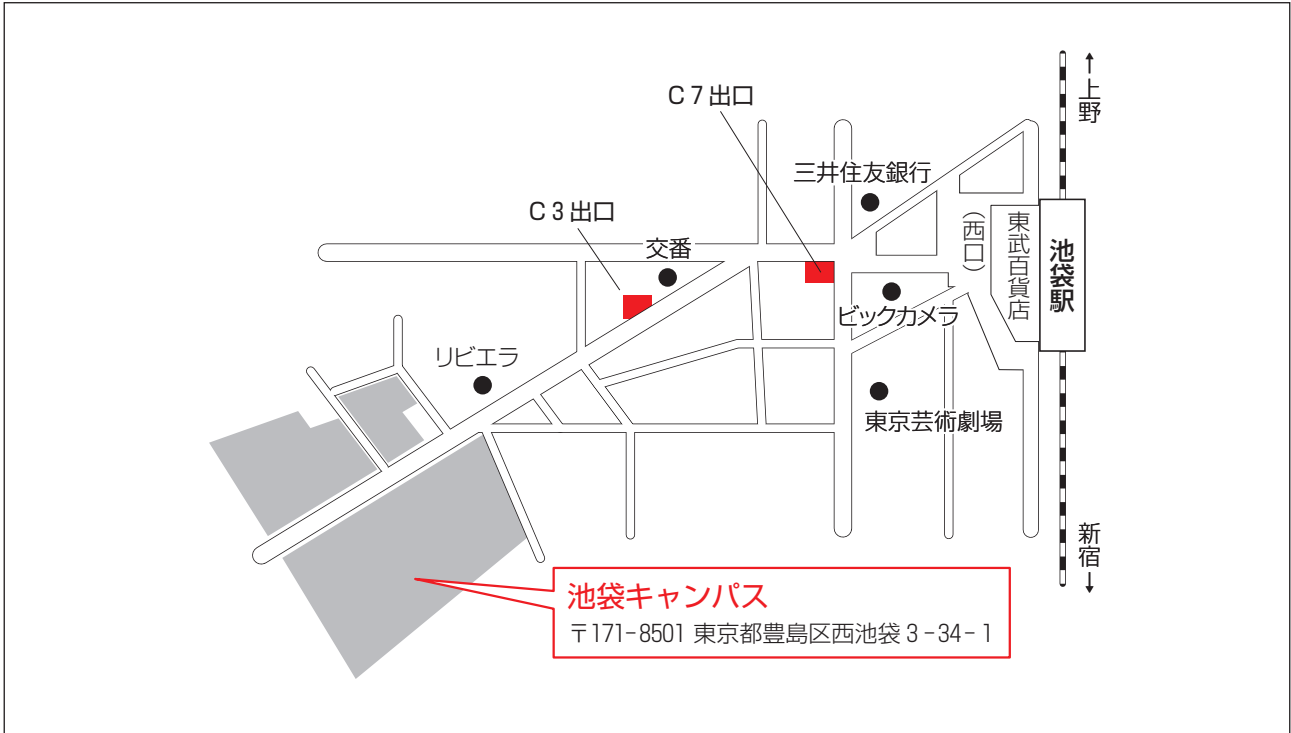 ↑上野
C7出口
三井住友銀行
C3出口
交番
(西口)
東武百貨店
池袋駅
ビックカメラ
リビエラ
東京芸術劇場
新宿↓
池袋キャンパス
〒171-8501 東京都豊島区西池袋3-34-1